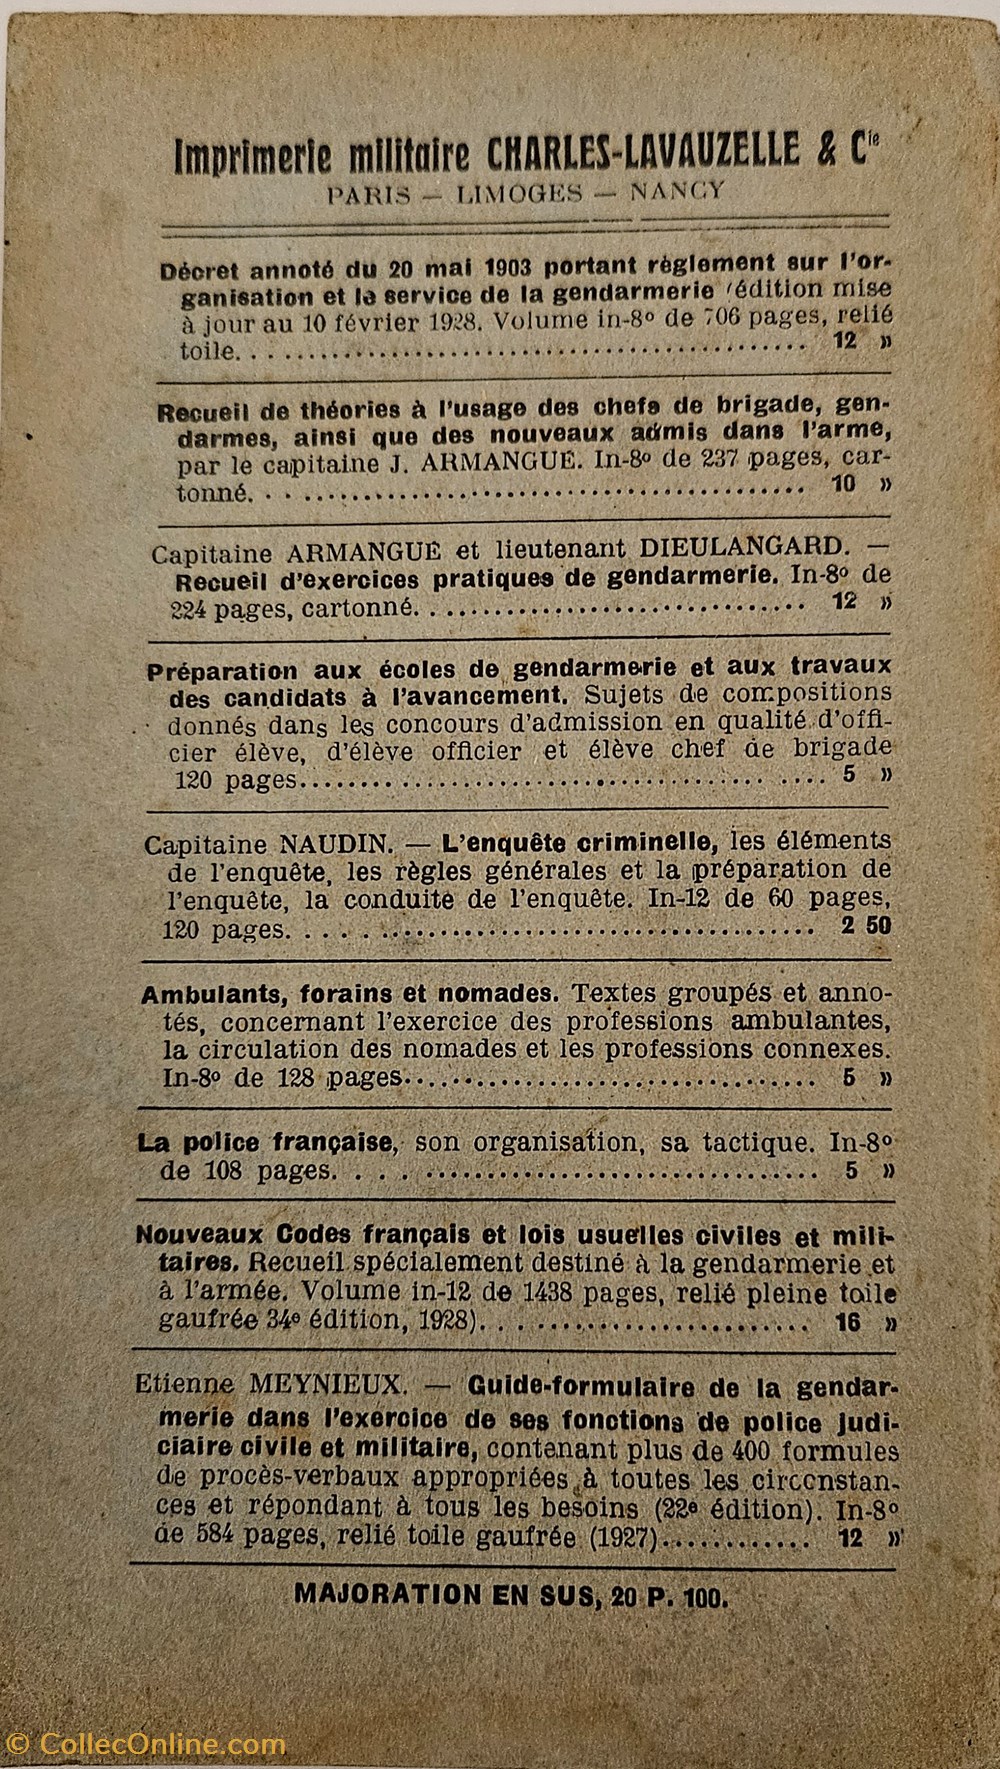 Imprimerie militaire CHARLES-LAVAUZELLE & Cie
PARIS — LIMOGES — NANCY
Décret annoté du 20 mai 1903 portant règlement sur l'or-
ganisation et le service de la gendarmerie (édition mise
à jour au 10 février 1928. Volume in-8º de 706 pages, relié
toile. . . . . . . . . . . . . . . . . . . . . . . . 12 »
Recueil de théories à l'usage des chefs de brigade, gen-
darmes, ainsi que des nouveaux admis dans l'arme,
par le capitaine J. ARMANGUE. In-8º de 237 pages, car-
tonné. . . . . . . . . . . . . . . . . . . . . . . . 10 »
Capitaine ARMANGUE et lieutenant DIEULANGARD. —
Recueil d'exercices pratiques de gendarmerie. In-8º de
224 pages, cartonné. . . . . . . . . . . . . . . . . 12 »
Préparation aux écoles de gendarmerie et aux travaux
des candidats à l'avancement. Sujets de compositions
donnés dans les concours d'admission en qualité d'offi-
cier élève, d'élève officier et élève chef de brigade
120 pages. . . . . . . . . . . . . . . . . . . . . . 5 »
Capitaine NAUDIN. — L'enquête criminelle, les éléments
de l'enquête, les règles générales et la préparation de
l'enquête, la conduite de l'enquête. In-12 de 60 pages,
120 pages. . . . . . . . . . . . . . . . . . . . . . 2 50
Ambulants, forains et nomades. Textes groupés et anno-
tés, concernant l'exercice des professions ambulantes,
la circulation des nomades et les professions connexes.
In-8º de 128 pages. . . . . . . . . . . . . . . . . . 5 »
La police française, son organisation, sa tactique. In-8º
de 108 pages. . . . . . . . . . . . . . . . . . . . . 5 »
Nouveaux Codes français et lois usuelles civiles et mili-
taires. Recueil spécialement destiné à la gendarmerie et
à l'armée. Volume in-12 de 1438 pages, relié pleine toile
gaufrée 34e édition, 1928). . . . . . . . . . . . . . 16 »
Etienne MEYNIEUX. — Guide-formulaire de la gendar-
merie dans l'exercice de ses fonctions de police judi-
ciaire civile et militaire, contenant plus de 400 formules
de procès-verbaux appropriées à toutes les circonstan-
ces et répondant à tous les besoins (22e édition). In-8º
de 584 pages, relié toile gaufrée (1927). . . . . . . 12 »
MAJORATION EN SUS, 20 P. 100.
© CollecOnline.com